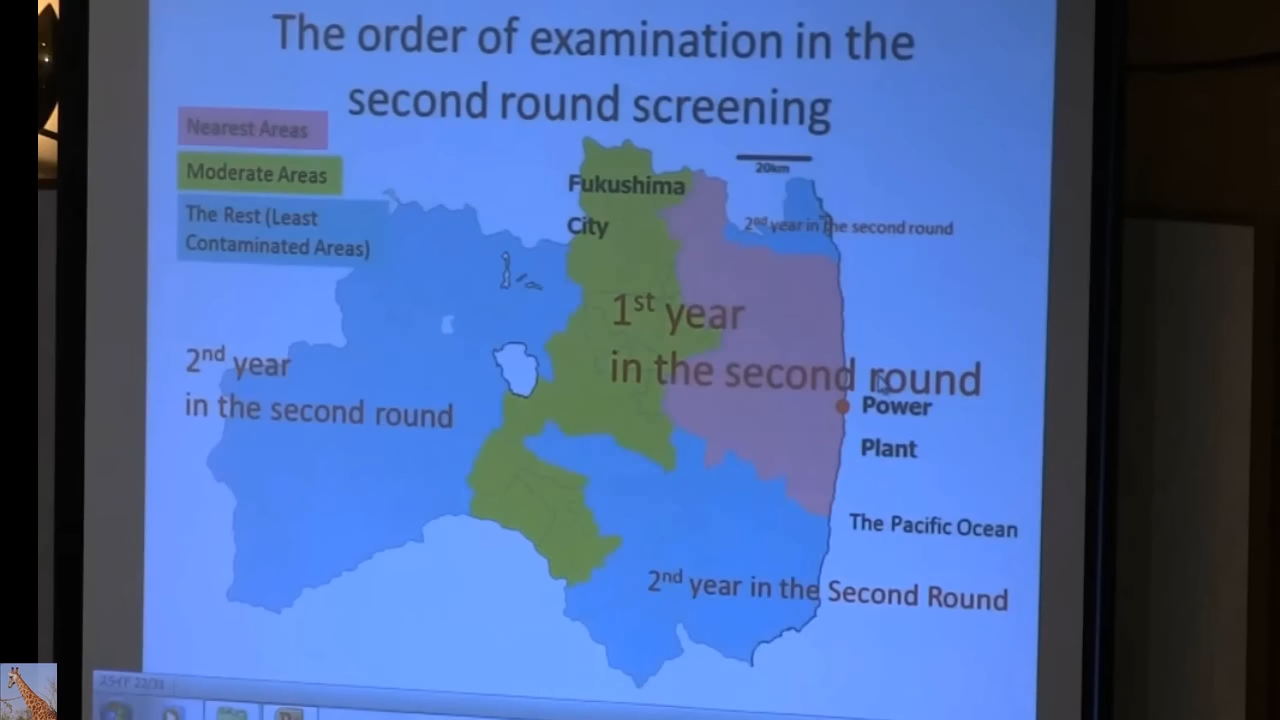 The order of examination in the
second round screening
Nearest Areas
Moderate Areas
The Rest (Least
Contaminated Areas)
20km
Fukushima
City
2nd year in the second round
1st year
in the second round
2nd year
in the second round
Power
Plant
The Pacific Ocean
2nd year in the Second Round
22/31